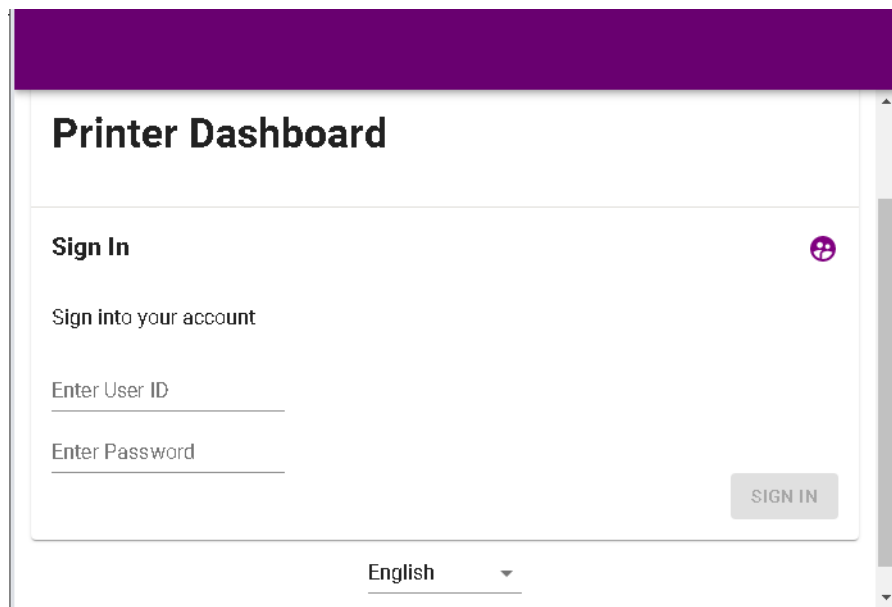 Printer Dashboard
Sign In
Sign into your account
Enter User ID
Enter Password
SIGN IN
English